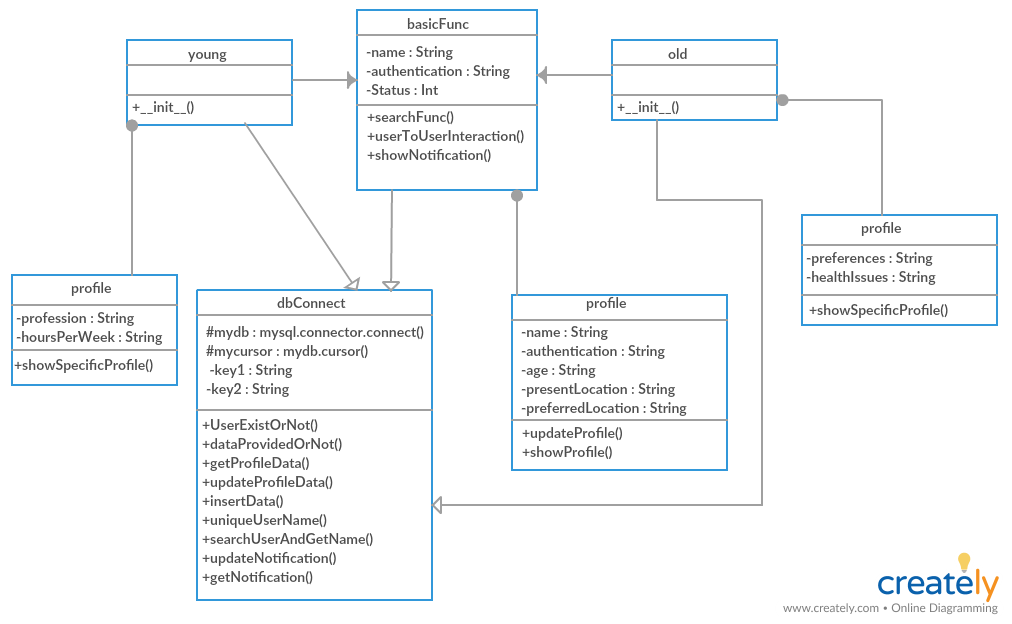 basicFunc
-name : String
-authentication : String
-Status : Int
+searchFunc()
+userToUserInteraction()
+showNotification()
young
+__init__()
old
+__init__()
profile
-preferences : String
-healthIssues : String
+showSpecificProfile()
profile
-profession : String
-hoursPerWeek : String
+showSpecificProfile()
dbConnect
#mydb : mysql.connector.connect()
#mycursor : mydb.cursor()
-key1 : String
-key2 : String
+UserExistOrNot()
+dataProvidedOrNot()
+getProfileData()
+updateProfileData()
+insertData()
+uniqueUserName()
+searchUserAndGetName()
+updateNotification()
+getNotification()
profile
-name : String
-authentication : String
-age : String
-presentLocation : String
-preferredLocation : String
+updateProfile()
+showProfile()
creately
www.creately.com • Online Diagramming